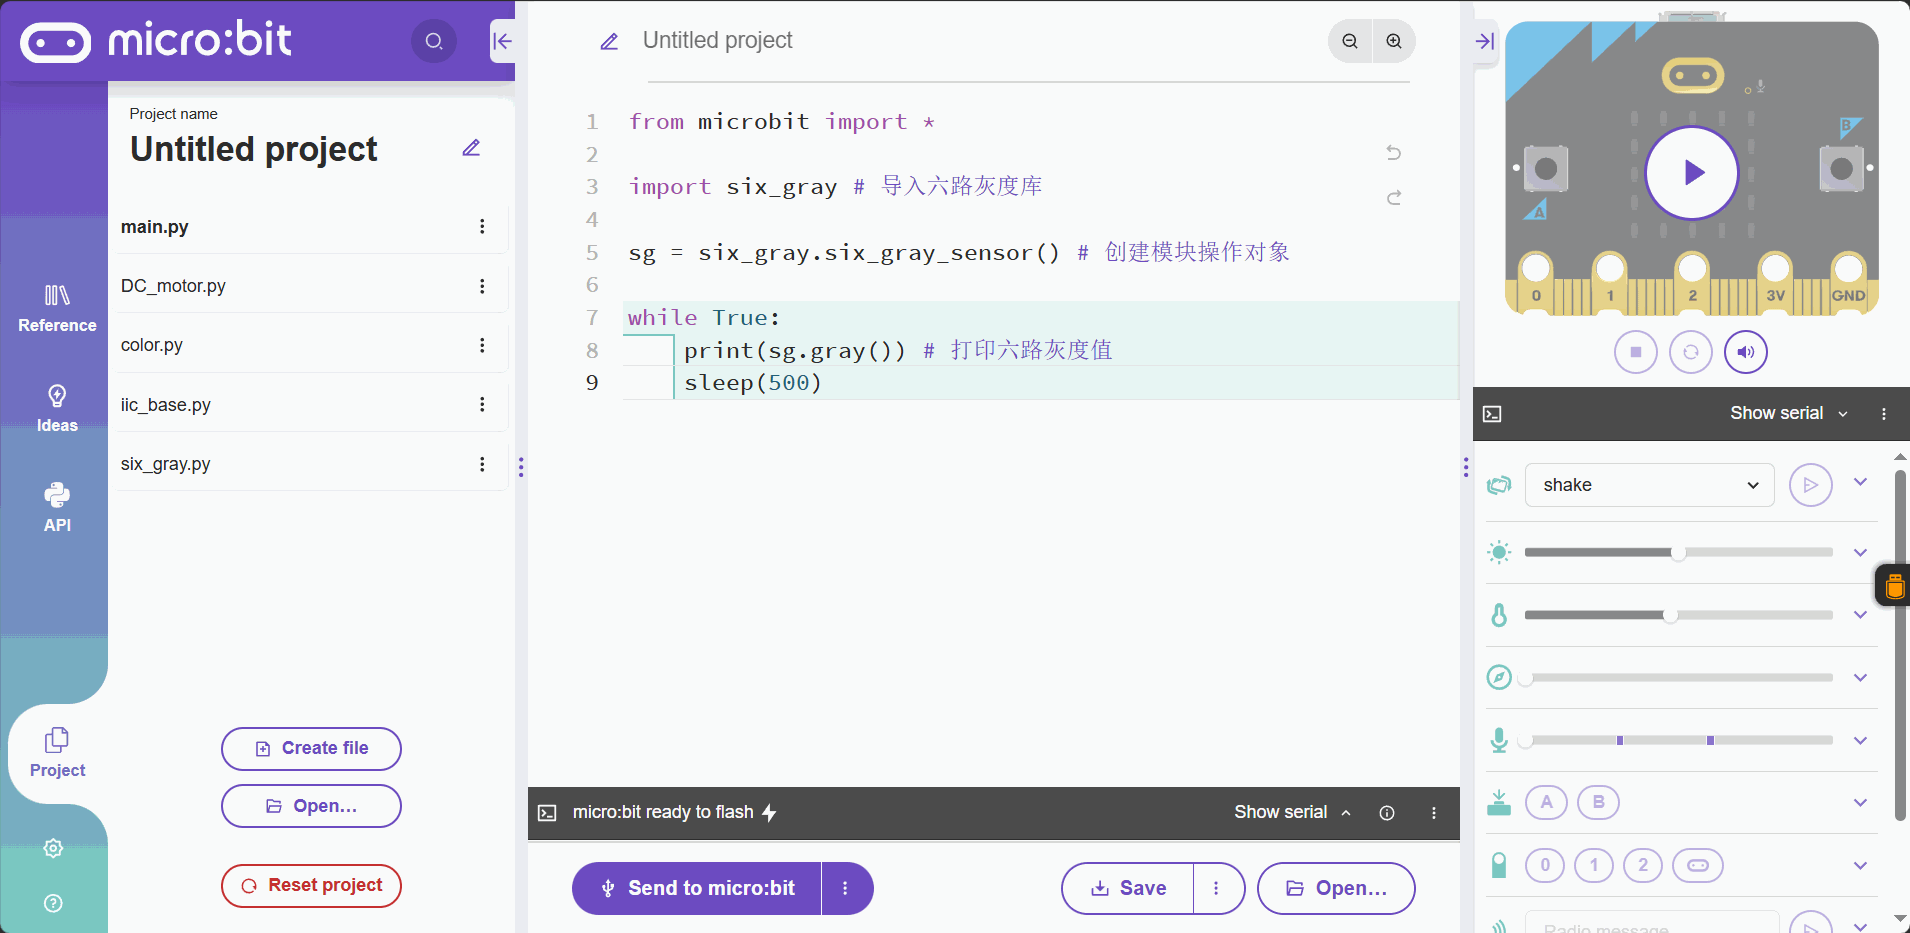 micro:bit
Project name
Untitled project
main.py
DC_motor.py
color.py
iic_base.py
six_gray.py
Reference
Ideas
API
Project
Create file
Open...
Reset project
Untitled project
1 from microbit import *
2
3 import six_gray # 导入六路灰度库
4
5 sg = six_gray.six_gray_sensor() # 创建模块操作对象
6
7 while True:
8 print(sg.gray()) # 打印六路灰度值
9 sleep(500)
micro:bit ready to flash
Show serial
Send to micro:bit
Save
Open...
B
A
0 1 2 3V GND
Show serial
shake
A B
0 1 2
Radio message